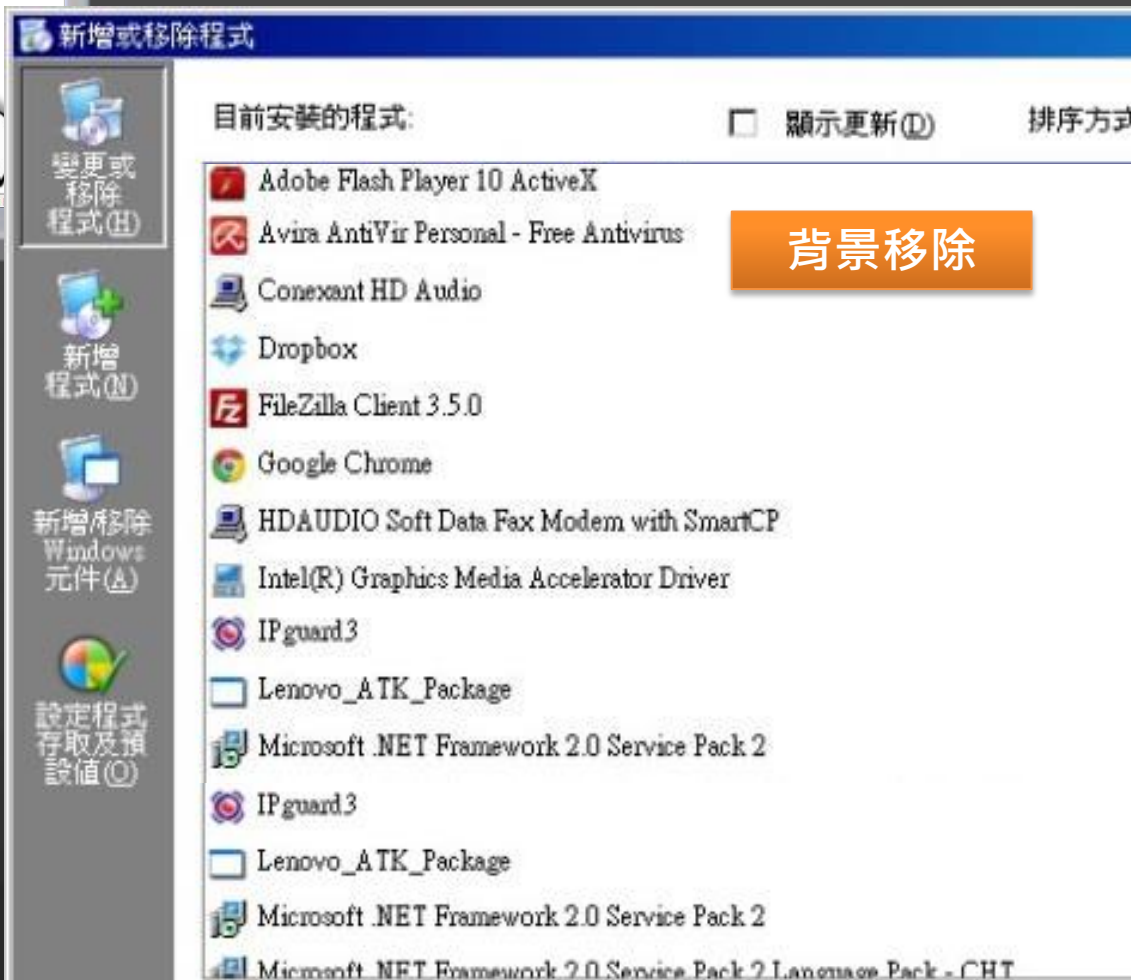 新增或移除程式
變更或
移除
程式(H)
新增
程式(N)
新增/移除
Windows
元件(A)
設定程式
存取及預
設值(O)
目前安裝的程式:
顯示更新(D)
排序方式
Adobe Flash Player 10 ActiveX
Avira AntiVir Personal - Free Antivirus
背景移除
Conexant HD Audio
Dropbox
FileZilla Client 3.5.0
Google Chrome
HDAUDIO Soft Data Fax Modem with SmartCP
Intel(R) Graphics Media Accelerator Driver
IPguard3
Lenovo_ATK_Package
Microsoft .NET Framework 2.0 Service Pack 2
IPguard3
Lenovo_ATK_Package
Microsoft .NET Framework 2.0 Service Pack 2
Microsoft .NET Framework 2.0 Service Pack 2 Language Pack - CHT